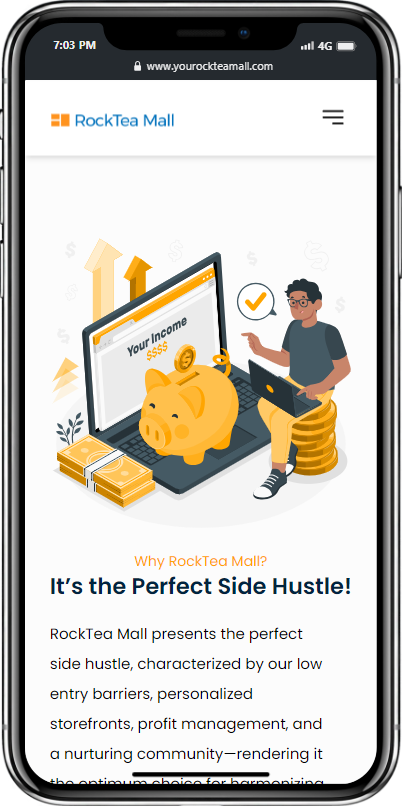 7:03 PM
4G
www.yourockteamall.com
RockTea Mall
Your Income
$$$$
Why RockTea Mall?
It's the Perfect Side Hustle!
RockTea Mall presents the perfect
side hustle, characterized by our low
entry barriers, personalized
storefronts, profit management, and
a nurturing community—rendering it
the optimum choice for harmonizing